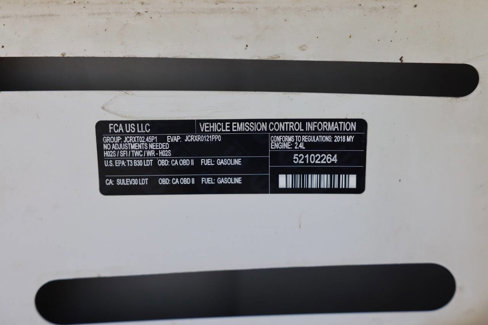 FCA US LLC VEHICLE EMISSION CONTROL INFORMATION
GROUP: JCRXT02.45P1 EVAP: JCRXR0121PP0
NO ADJUSTMENTS NEEDED
H02S / SFI / TWC / WR - H02S
U.S. EPA: T3 B30 LDT OBD: CA OBD II FUEL: GASOLINE
CA: SULEV30 LDT OBD: CA OBD II FUEL: GASOLINE
CONFORMS TO REGULATIONS: 2018 MY
ENGINE: 2.4L
52102264